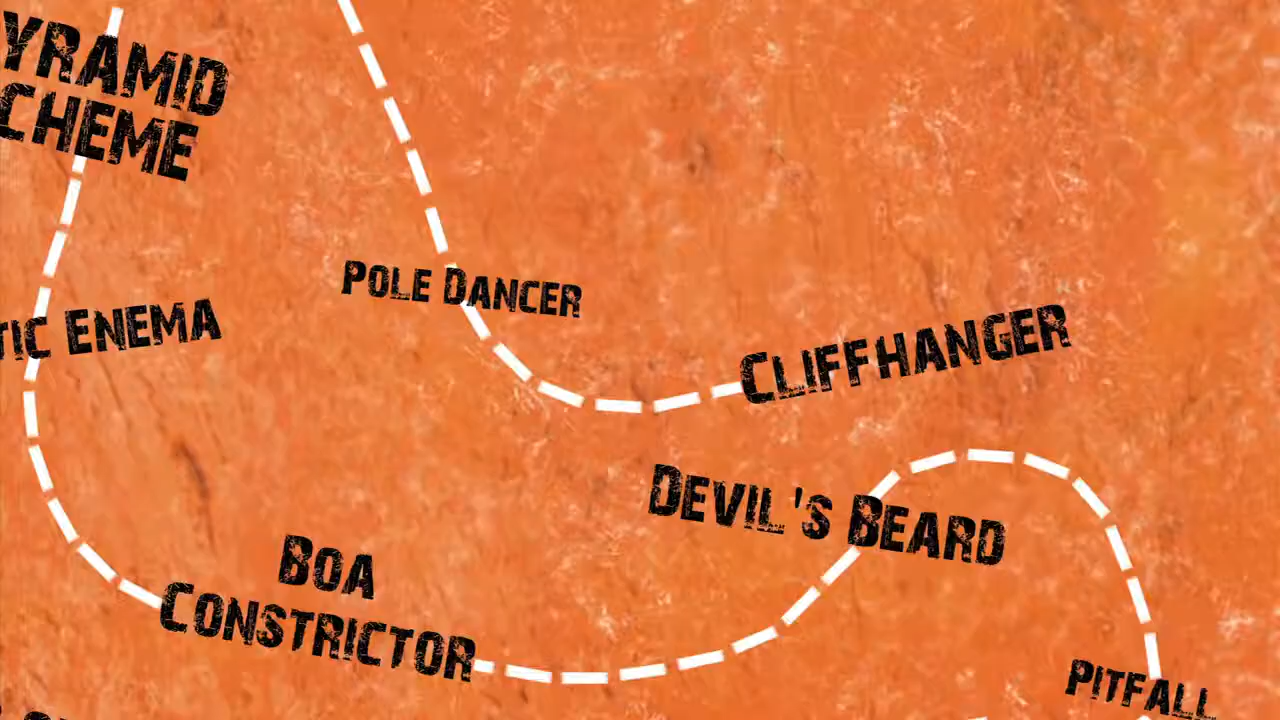 YRAMID
CHEME
POLE DANCER
TIC ENEMA
CLIFFHANGER
DEVIL'S BEARD
BOA
CONSTRICTOR
PITFALL